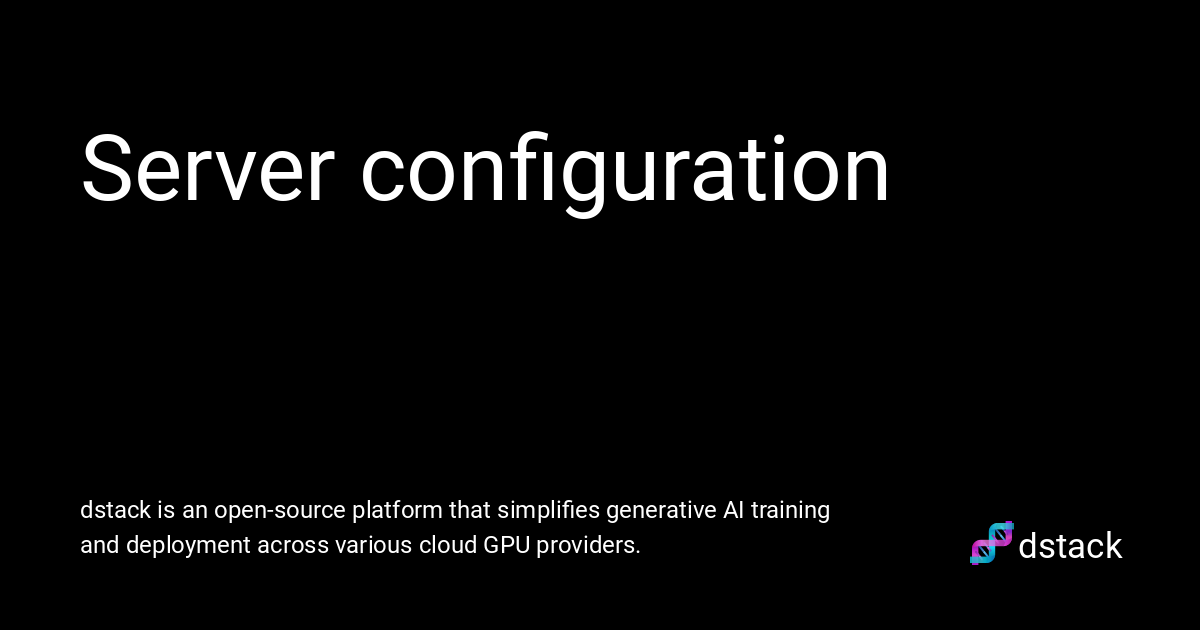 Server configuration
dstack is an open-source platform that simplifies generative AI training
and deployment across various cloud GPU providers.
dstack